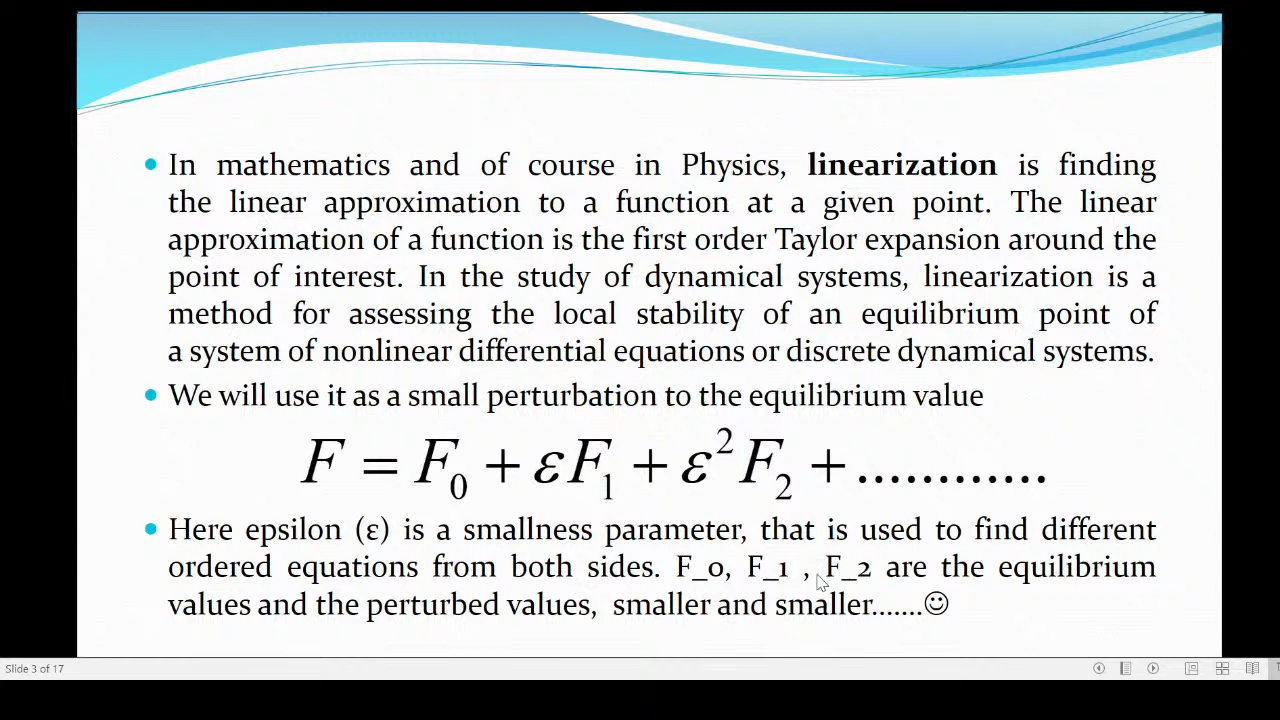 In mathematics and of course in Physics, linearization is finding
the linear approximation to a function at a given point. The linear
approximation of a function is the first order Taylor expansion around the
point of interest. In the study of dynamical systems, linearization is a
method for assessing the local stability of an equilibrium point of
a system of nonlinear differential equations or discrete dynamical systems.
We will use it as a small perturbation to the equilibrium value
F = F₀ + εF₁ + ε²F₂ + ............
Here epsilon (ε) is a smallness parameter, that is used to find different
ordered equations from both sides. F_0, F_1 , F_2 are the equilibrium
values and the perturbed values, smaller and smaller.......☺
Slide 3 of 17